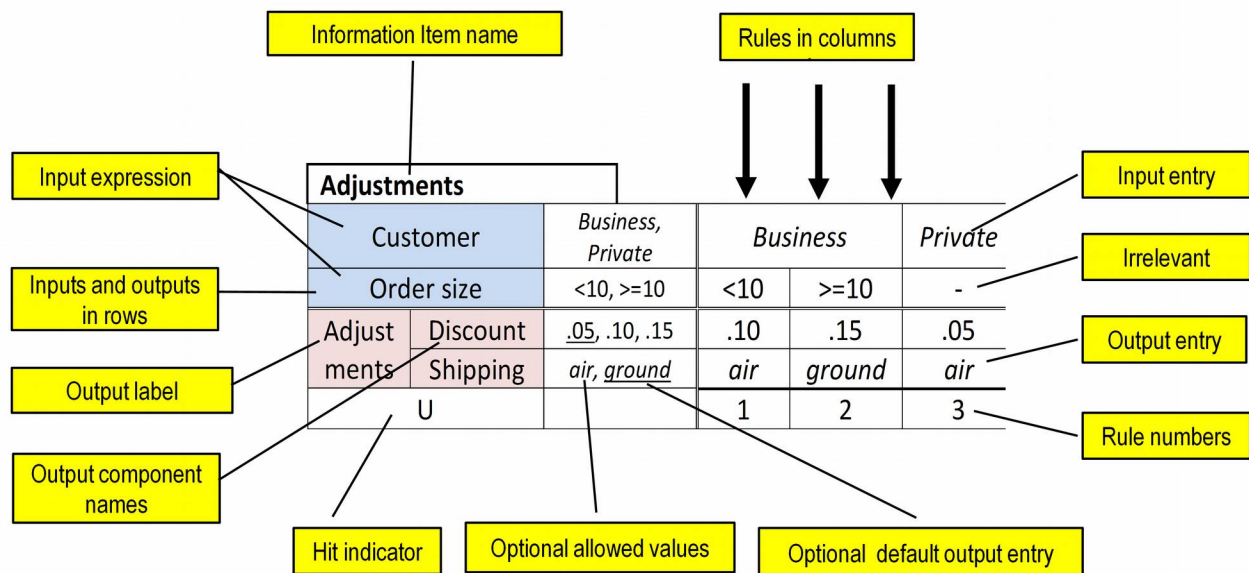 Information Item name
Rules in columns
Input expression
Adjustments
Input entry
Customer
Business,
Private
Business
Private
Irrelevant
Inputs and outputs
in rows
Order size
<10, >=10
<10
>=10
-
Adjust
ments
Discount
.05, .10, .15
.10
.15
.05
Output entry
Shipping
air, ground
air
ground
air
Output label
U
1
2
3
Rule numbers
Output component
names
Hit indicator
Optional allowed values
Optional default output entry